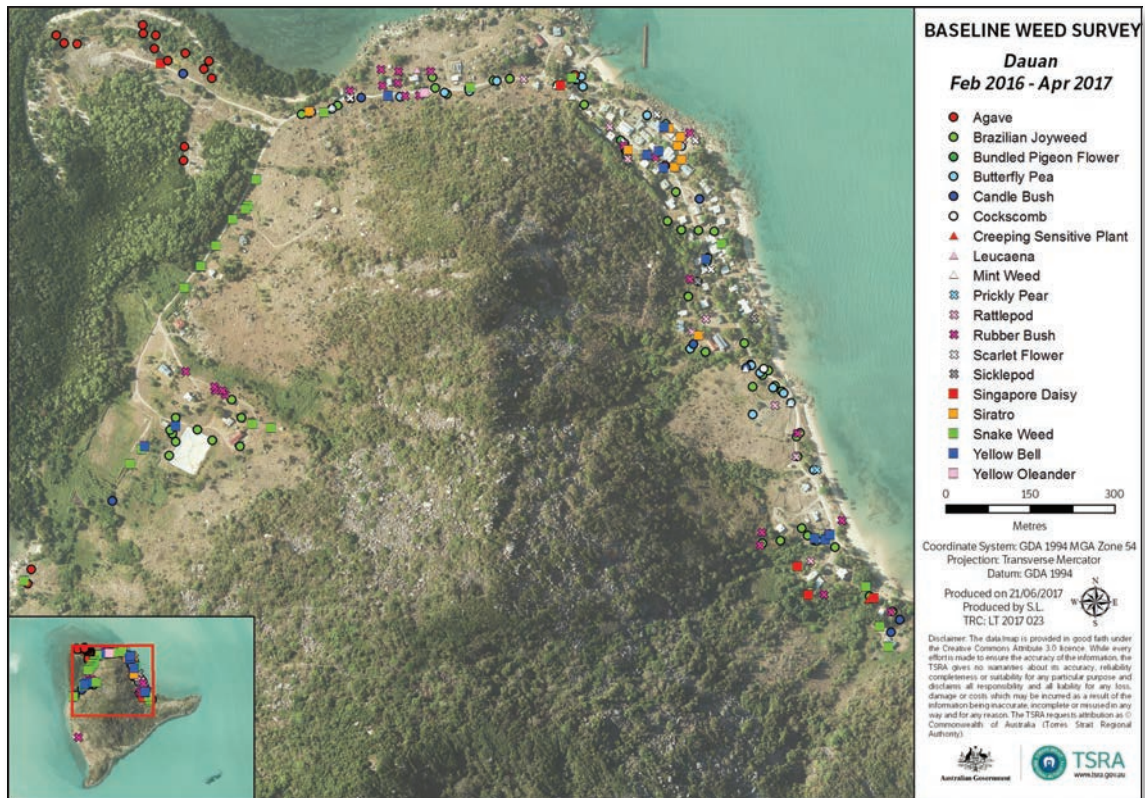 BASELINE WEED SURVEY
Dauan
Feb 2016 - Apr 2017
Agave
Brazilian Joyweed
Bundled Pigeon Flower
Butterfly Pea
Candle Bush
Cockscomb
Creeping Sensitive Plant
Leucaena
Mint Weed
Prickly Pear
Rattlepod
Rubber Bush
Scarlet Flower
Sicklepod
Singapore Daisy
Siratro
Snake Weed
Yellow Bell
Yellow Oleander
0 150 300
Metres
Coordinate System: GDA 1994 MGA Zone 54
Projection: Transverse Mercator
Datum: GDA 1994
Produced on 21/06/2017
Produced by S.L.
TRC: LT 2017 023
N
W E
S
Disclaimer: The data/map is provided in good faith under
the Creative Commons Attribute 3.0 licence. While every
effort is made to ensure the accuracy of the information, the
TSRA gives no warranties about its accuracy, reliability
completeness or suitability for any particular purpose and
disclaims all responsibility and all liability for any loss,
damage or costs which may be incurred as a result of the
information being inaccurate, incomplete or misused in any
way and for any reason. The TSRA requests attribution as ©
Commonwealth of Australia (Torres Strait Regional
Authority).
Australian Government
TSRA
www.tsra.gov.au